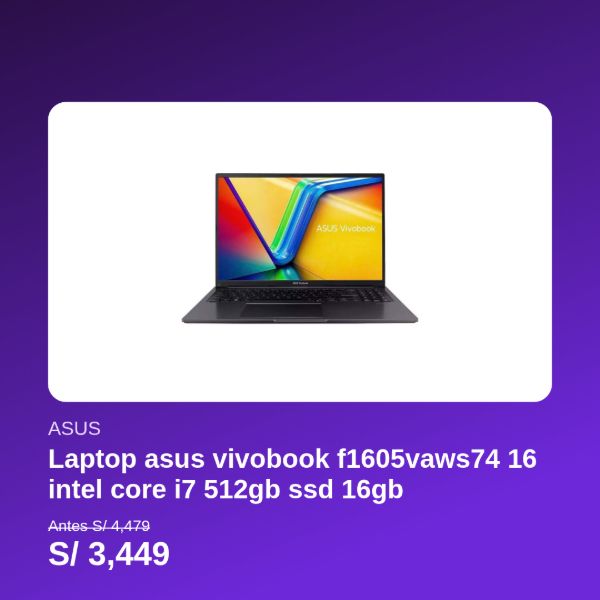 ASUS Vivobook
ASUS
Laptop asus vivobook f1605vaws74 16
intel core i7 512gb ssd 16gb
Antes S/ 4,479
S/ 3,449